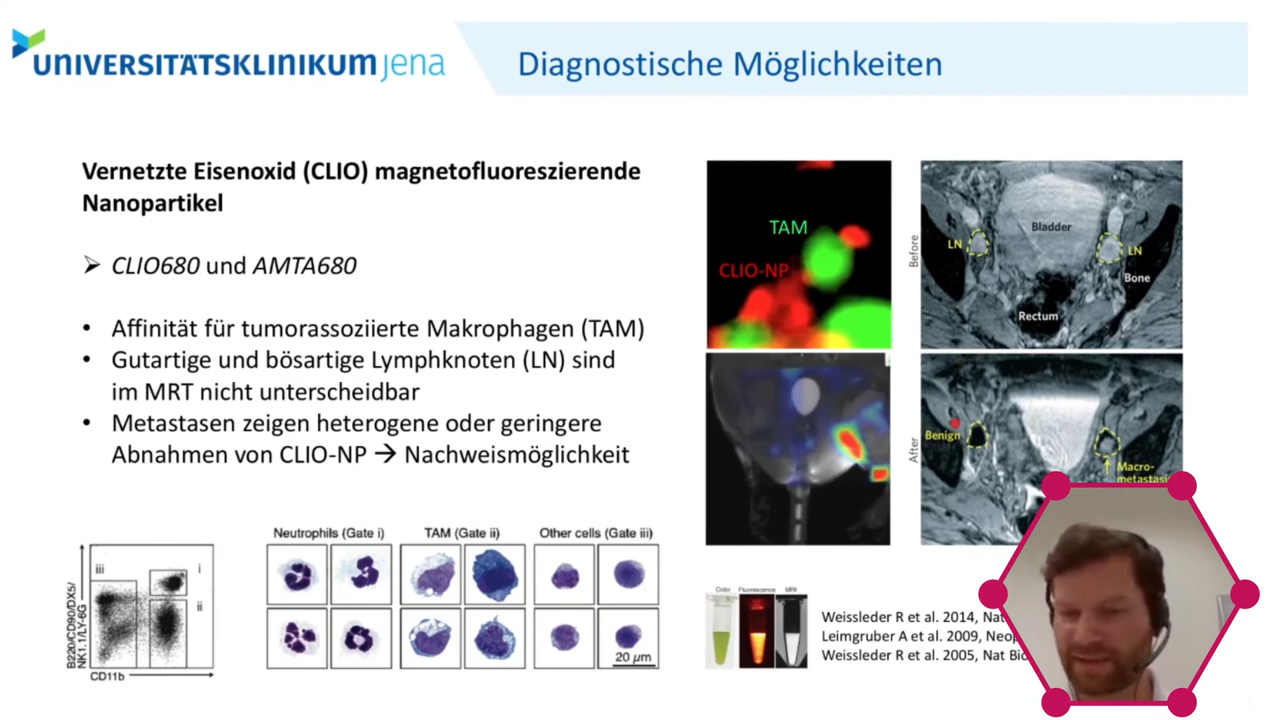 UNIVERSITÄTSKLINIKUM jena
Diagnostische Möglichkeiten
Vernetzte Eisenoxid (CLIO) magnetofluoreszierende
Nanopartikel
➢ CLIO680 und AMTA680
• Affinität für tumorassoziierte Makrophagen (TAM)
• Gutartige und bösartige Lymphknoten (LN) sind
im MRT nicht unterscheidbar
• Metastasen zeigen heterogene oder geringere
Abnahmen von CLIO-NP → Nachweismöglichkeit
TAM
CLIO-NP
Before
Bladder
LN
LN
Bone
Rectum
After
Benign
Macro-
Neutrophils (Gate i)
TAM (Gate ii)
Other cells (Gate iii)
iii
i
ii
B220/CD90/DX5/
NK1.1/LY-6G
CD11b
20 µm
Color
Fluorescence
MRI
Weissleder R et al. 2014,
Leimgruber A et al. 2009,
Weissleder R et al. 2005, Nat